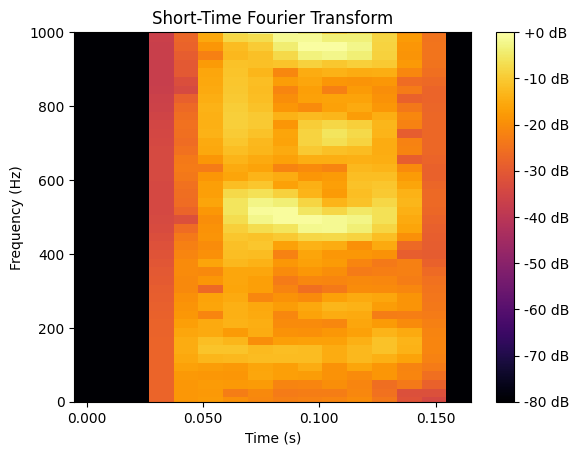 Short-Time Fourier Transform
Frequency (Hz)
1000
800
600
400
200
0
0.000
0.050
0.100
0.150
Time (s)
+0 dB
-10 dB
-20 dB
-30 dB
-40 dB
-50 dB
-60 dB
-70 dB
-80 dB